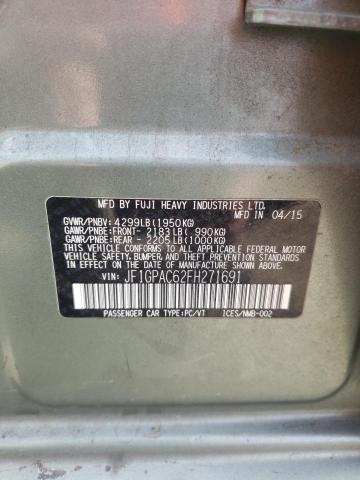 MFD BY FUJI HEAVY INDUSTRIES LTD.
MFD IN 04/15
GVWR/PNBV: 4299LB(1950KG)
GAWR/PNBE:FRONT- 2183LB( 990KG)
GAWR/PNBE:REAR - 2205LB(1000KG)
THIS VEHICLE CONFORMS TO ALL APPLICABLE
FEDERAL MOTOR VEHICLE SAFETY, BUMPER, AND
THEFT PREVENTION STANDARDS IN EFFECT ON
THE DATE OF MANUFACTURE SHOWN ABOVE.
VIN: JF1GPAC62FH271691
PASSENGER CAR TYPE:PC/VT ICES/NMB-002